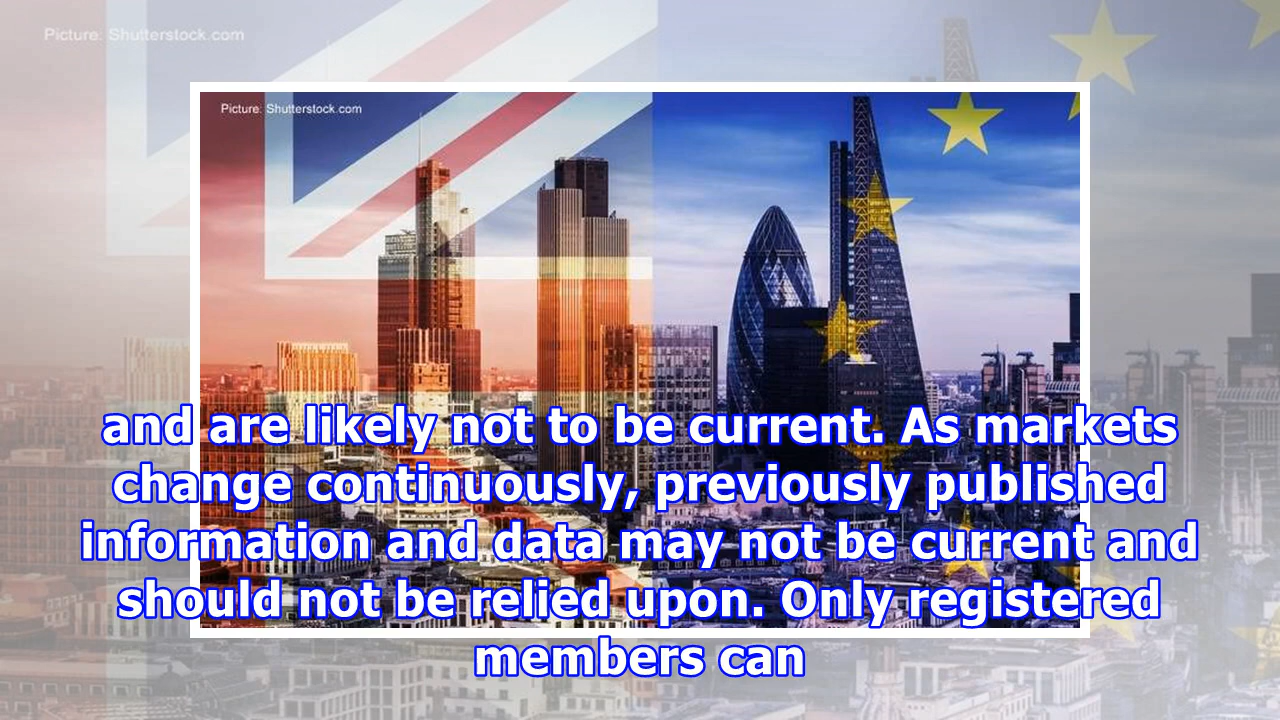 Picture: Shutterstock.com
Picture: Shutterstock.com
and are likely not to be current. As markets
change continuously, previously published
information and data may not be current and
should not be relied upon. Only registered
members can